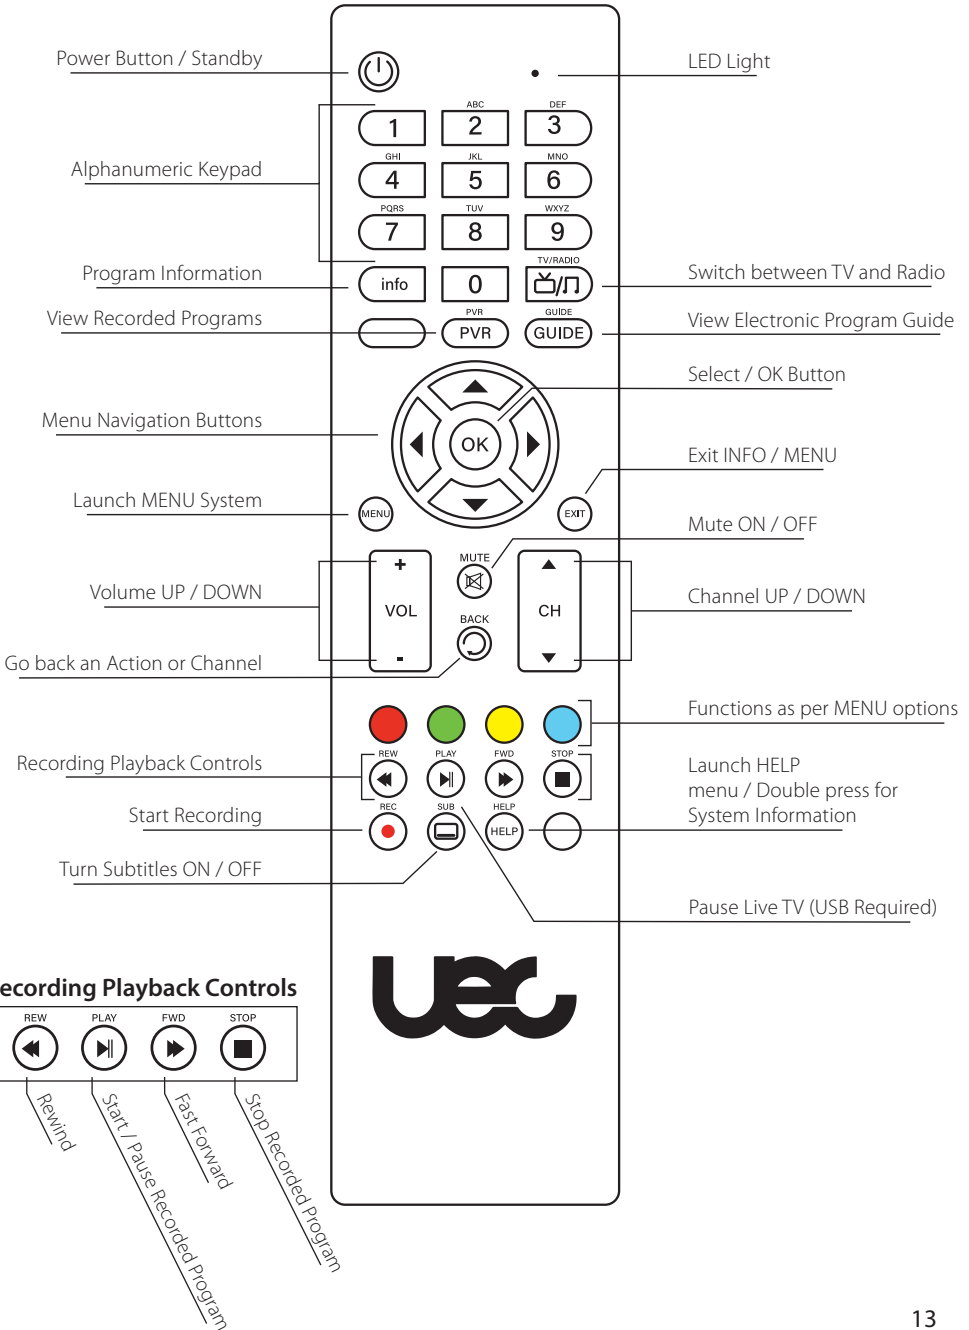 Power Button / Standby
LED Light
1
ABC
2
DEF
3
Alphanumeric Keypad
GHI
4
JKL
5
MNO
6
PQRS
7
TUV
8
WXYZ
9
Program Information
info
0
TV/RADIO
Switch between TV and Radio
View Recorded Programs
PVR
PVR
GUIDE
GUIDE
View Electronic Program Guide
Select / OK Button
Menu Navigation Buttons
OK
Exit INFO / MENU
Launch MENU System
MENU
EXIT
Mute ON / OFF
MUTE
+
VOL
-
Volume UP / DOWN
CH
Channel UP / DOWN
BACK
Go back an Action or Channel
Functions as per MENU options
Recording Playback Controls
REW
PLAY
FWD
STOP
Launch HELP
menu / Double press for
System Information
Start Recording
REC
SUB
HELP
HELP
Turn Subtitles ON / OFF
Pause Live TV (USB Required)
uec
ecording Playback Controls
REW
PLAY
FWD
STOP
Rewind
Start / Pause Recorded Program
Fast Forward
Stop Recorded Program
13